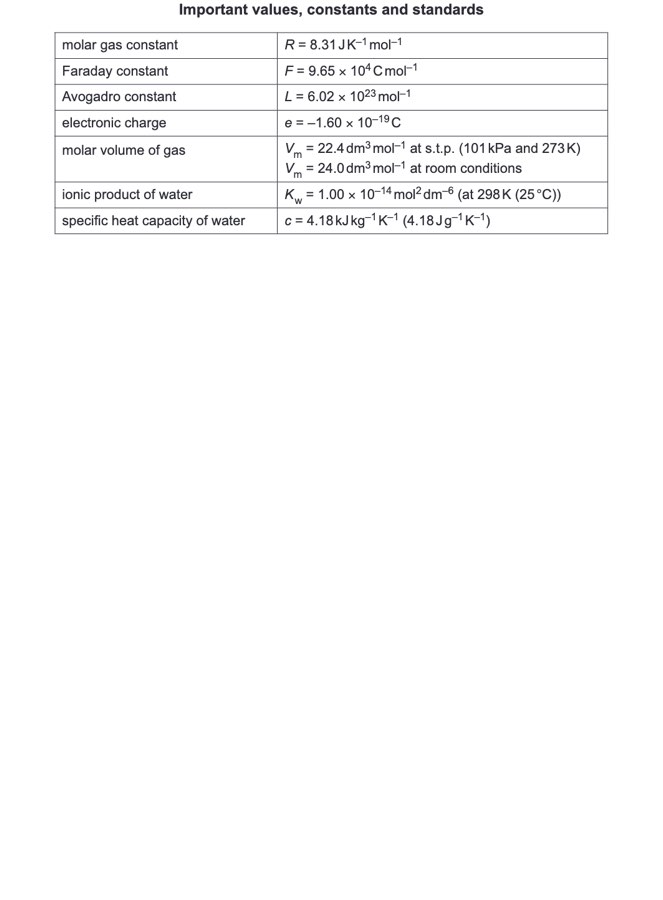 Important values, constants and standards
molar gas constant R = 8.31 J K⁻¹ mol⁻¹
Faraday constant F = 9.65 × 10⁴ C mol⁻¹
Avogadro constant L = 6.02 × 10²³ mol⁻¹
electronic charge e = –1.60 × 10⁻¹⁹ C
molar volume of gas Vₘ = 22.4 dm³ mol⁻¹ at s.t.p. (101 kPa and 273 K)
Vₘ = 24.0 dm³ mol⁻¹ at room conditions
ionic product of water K_w = 1.00 × 10⁻¹⁴ mol² dm⁻⁶ (at 298 K (25 °C))
specific heat capacity of water c = 4.18 kJ kg⁻¹ K⁻¹ (4.18 J g⁻¹ K⁻¹)